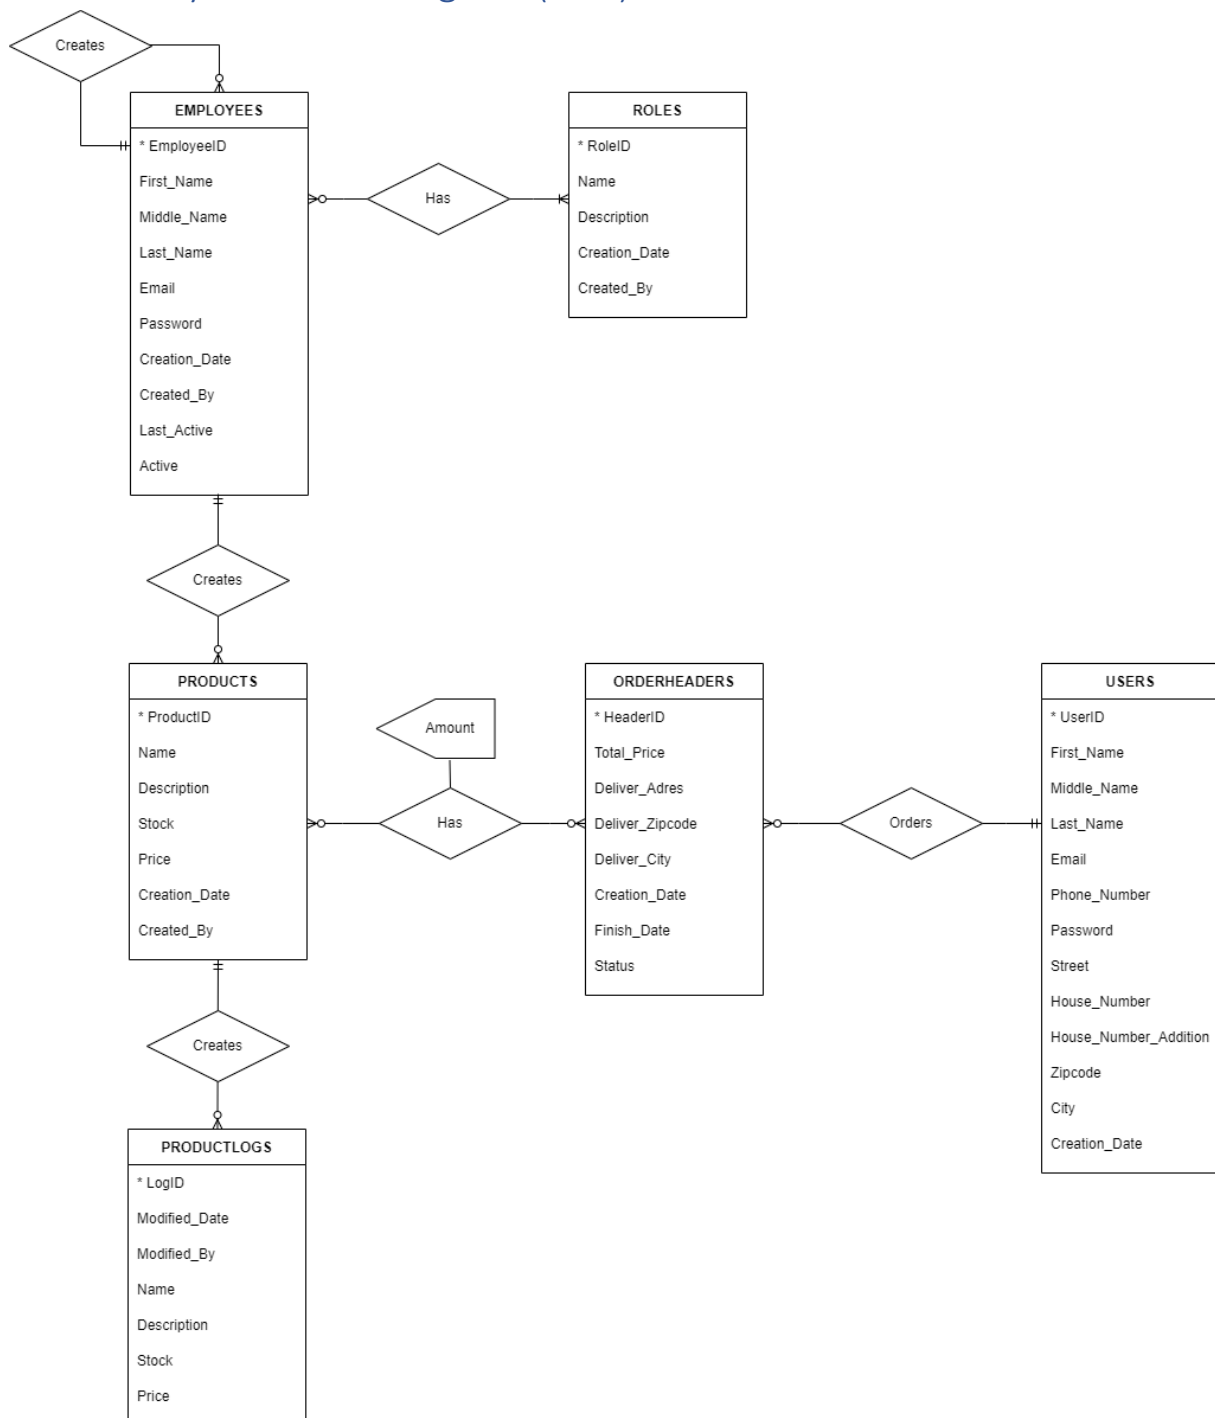 Creates
EMPLOYEES
* EmployeeID
First_Name
Middle_Name
Last_Name
Email
Password
Creation_Date
Created_By
Last_Active
Active
Has
ROLES
* RoleID
Name
Description
Creation_Date
Created_By
Creates
PRODUCTS
* ProductID
Name
Description
Stock
Price
Creation_Date
Created_By
Amount
Has
ORDERHEADERS
* HeaderID
Total_Price
Deliver_Adres
Deliver_Zipcode
Deliver_City
Creation_Date
Finish_Date
Status
Orders
USERS
* UserID
First_Name
Middle_Name
Last_Name
Email
Phone_Number
Password
Street
House_Number
House_Number_Addition
Zipcode
City
Creation_Date
Creates
PRODUCTLOGS
* LogID
Modified_Date
Modified_By
Name
Description
Stock
Price